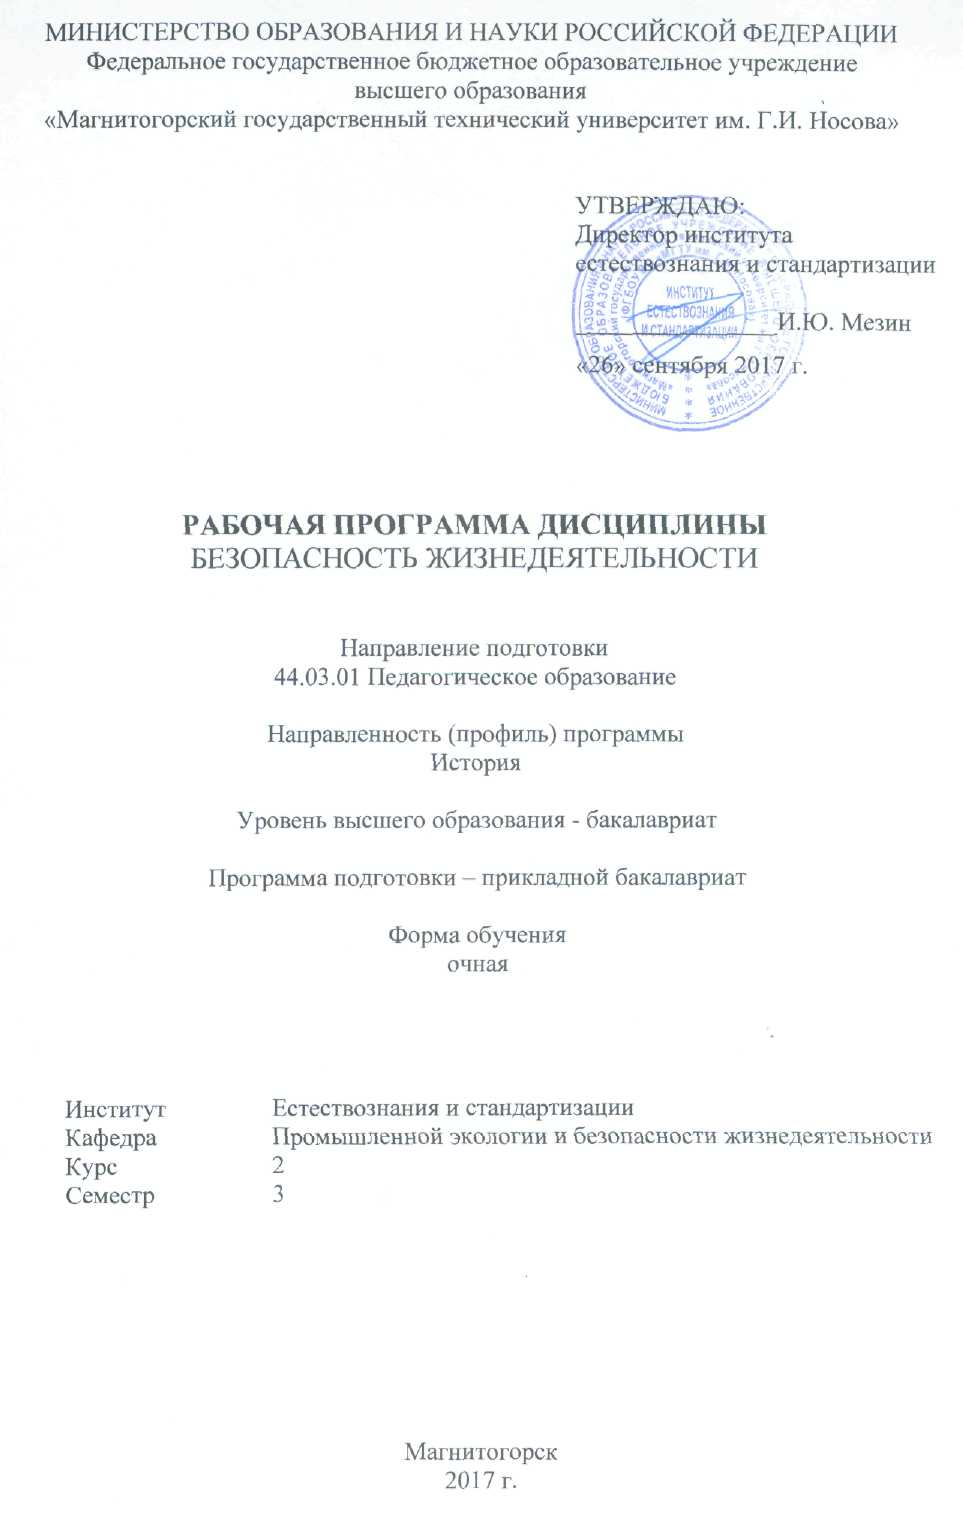 МИНИСТЕРСТВО ОБРАЗОВАНИЯ И НАУКИ РОССИЙСКОЙ ФЕДЕРАЦИИ
Федеральное государственное бюджетное образовательное учреждение
высшего образования
«Магнитогорский государственный технический университет им. Г.И. Носова»
УТВЕРЖДАЮ:
Директор института
естествознания и стандартизации
ИНСТИТУТ
ЕСТЕСТВОЗНАНИЯ
И СТАНДАРТИЗАЦИИ
И.Ю. Мезин
«26» сентября 2017 г.
РАБОЧАЯ ПРОГРАММА ДИСЦИПЛИНЫ
БЕЗОПАСНОСТЬ ЖИЗНЕДЕЯТЕЛЬНОСТИ
Направление подготовки
44.03.01 Педагогическое образование
Направленность (профиль) программы
История
Уровень высшего образования - бакалавриат
Программа подготовки – прикладной бакалавриат
Форма обучения
очная
Институт Естествознания и стандартизации
Кафедра Промышленной экологии и безопасности жизнедеятельности
Курс 2
Семестр 3
Магнитогорск
2017 г.